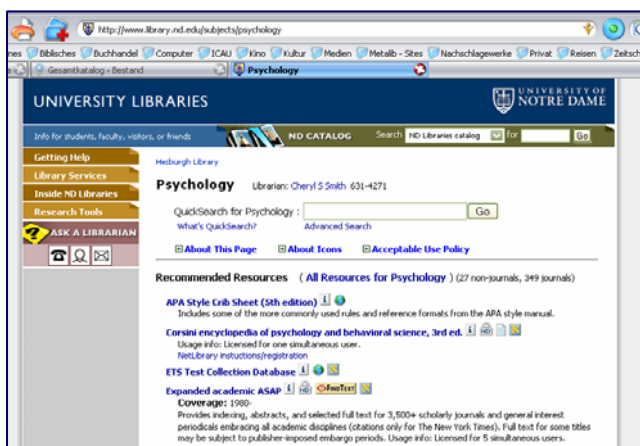 http://www.library.nd.edu/subjects/psychology
nes Biblisches Buchhandel Computer ICAU Kino Kultur Medien Metalib - Sites Nachschlagewerke Privat Reisen Zeitsch
Gesamtkatalog - Bestand Psychology
UNIVERSITY LIBRARIES
UNIVERSITY OF
NOTRE DAME
Info for students, faculty, visitors, or friends ND CATALOG Search ND Libraries catalog for Go
Getting Help
Library Services
Inside ND Libraries
Research Tools
? ASK A LIBRARIAN
Hesburgh Library
Psychology Librarian: Cheryl S Smith 631-4271
QuickSearch for Psychology : Go
What's QuickSearch? Advanced Search
About This Page About Icons Acceptable Use Policy
Recommended Resources ( All Resources for Psychology ) (27 non-journals, 349 journals)
APA Style Crib Sheet (5th edition) i
Includes some of the more commonly used rules and reference formats from the APA style manual.
Corsini encyclopedia of psychology and behavioral science, 3rd ed. i ND
Usage info: Licensed for one simultaneous user.
NetLibrary instuctions/registration
ETS Test Collection Database i
Expanded academic ASAP i ND FindText
Coverage: 1980-
Provides indexing, abstracts, and selected full text for 3,500+ scholarly journals and general interest
periodicals embracing all academic disciplines (citations only for The New York Times). Full text for some titles
may be subject to publisher-imposed embargo periods. Usage info: Licensed for 5 simultaneous users.